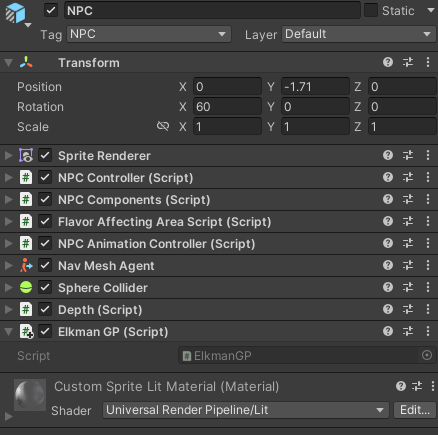 NPC Static
Tag NPC Layer Default
Transform
Position X 0 Y -1.71 Z 0
Rotation X 60 Y 0 Z 0
Scale X 1 Y 1 Z 1
Sprite Renderer
NPC Controller (Script)
NPC Components (Script)
Flavor Affecting Area Script (Script)
NPC Animation Controller (Script)
Nav Mesh Agent
Sphere Collider
Depth (Script)
Elkman GP (Script)
Script ElkmanGP
Custom Sprite Lit Material (Material)
Shader Universal Render Pipeline/Lit Edit...